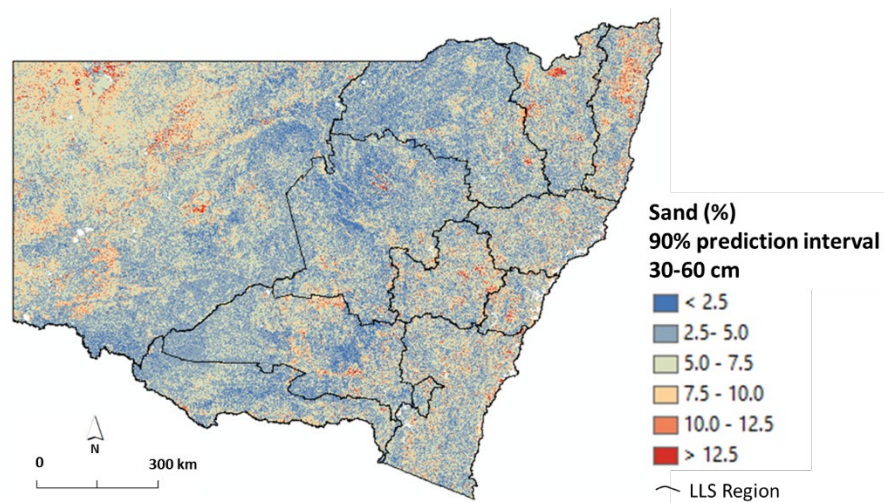 Sand (%)
90% prediction interval
30-60 cm
< 2.5
2.5- 5.0
5.0 - 7.5
7.5 - 10.0
10.0 - 12.5
> 12.5
LLS Region
N
0 300 km